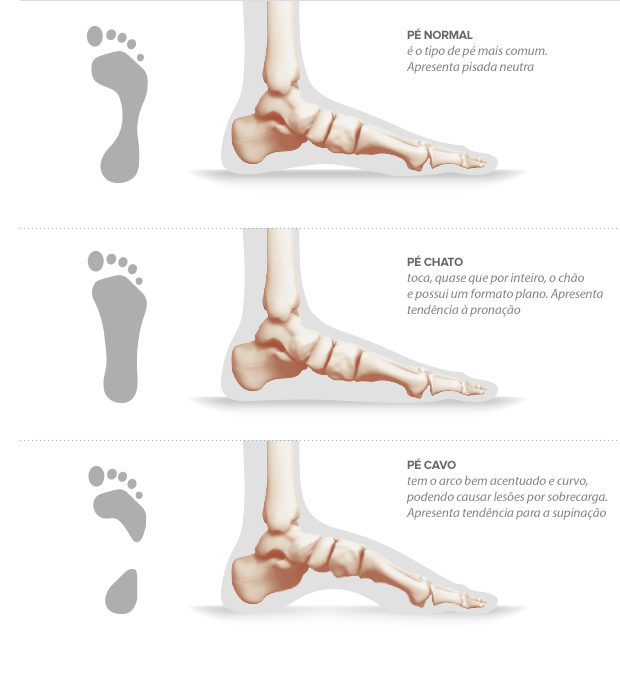 PÉ NORMAL
é o tipo de pé mais comum.
Apresenta pisada neutra
PÉ CHATO
toca, quase que por inteiro, o chão
e possui um formato plano. Apresenta
tendência à pronação
PÉ CAVO
tem o arco bem acentuado e curvo,
podendo causar lesões por sobrecarga.
Apresenta tendência para a supinação